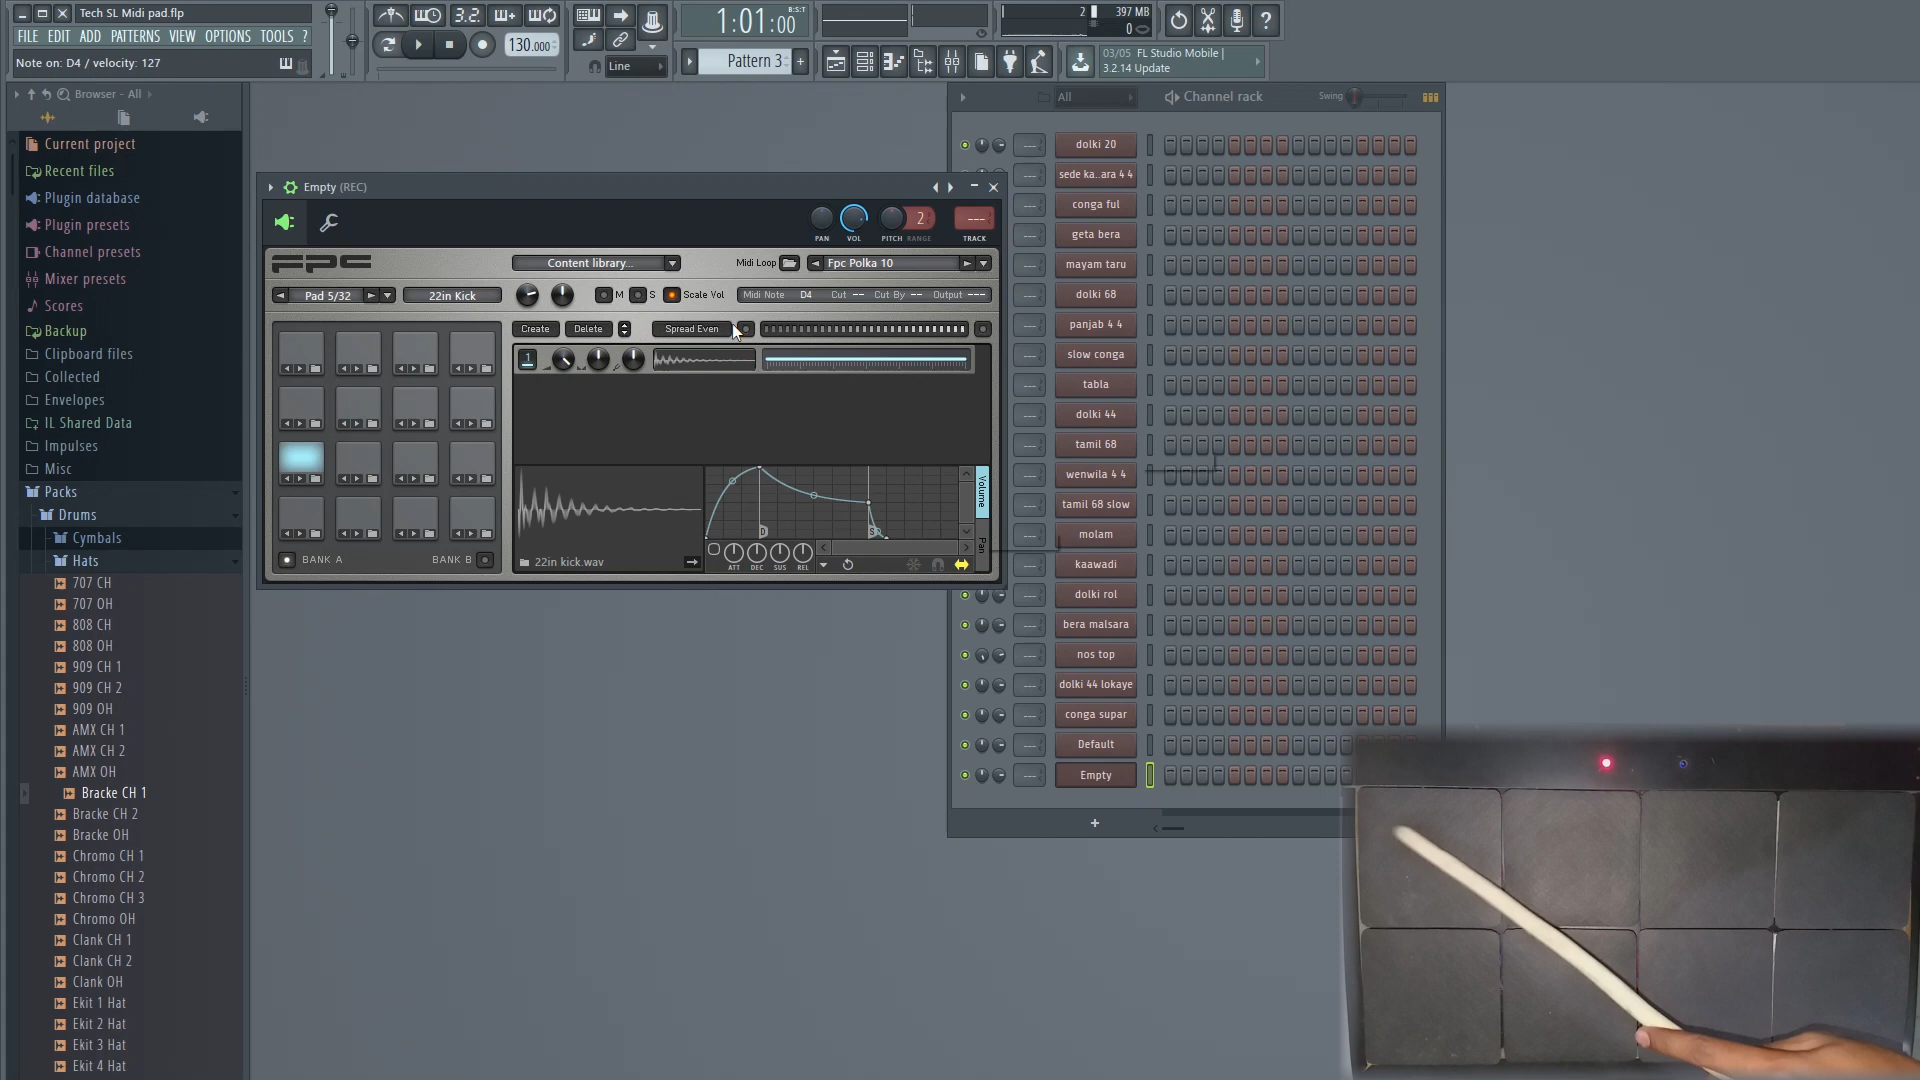 Tech SL Midi pad.flp
FILE EDIT ADD PATTERNS VIEW OPTIONS TOOLS ?
Note on: D4 / velocity: 127
3.2.
130.000
Line
1:01:00
B:S:T
Pattern 3
+
2
397 MB
0
?
03/05 FL Studio Mobile |
3.2.14 Update
Browser - All
Current project
Recent files
Plugin database
Plugin presets
Channel presets
Mixer presets
Scores
Backup
Clipboard files
Collected
Envelopes
IL Shared Data
Impulses
Misc
Packs
Drums
Cymbals
Hats
707 CH
707 OH
808 CH
808 OH
909 CH 1
909 CH 2
909 OH
AMX CH 1
AMX CH 2
AMX OH
Bracke CH 1
Bracke CH 2
Bracke OH
Chromo CH 1
Chromo CH 2
Chromo CH 3
Chromo OH
Clank CH 1
Clank CH 2
Clank OH
Ekit 1 Hat
Ekit 2 Hat
Ekit 3 Hat
Ekit 4 Hat
Empty (REC)
2
---
PAN VOL PITCH RANGE TRACK
FPC
Content library...
Midi Loop
Fpc Polka 10
Pad 5/32
22in Kick
M S Scale Vol
Midi Note D4 Cut -- Cut By -- Output ---
Create Delete Spread Even
1
Volume
Pan
D
S
22in kick.wav
ATT DEC SUS REL
BANK A BANK B
All
Channel rack
Swing
--- dolki 20
--- sede ka..ara 4 4
--- conga ful
--- geta bera
--- mayam taru
--- dolki 68
--- panjab 4 4
--- slow conga
--- tabla
--- dolki 44
--- tamil 68
--- wenwila 4 4
--- tamil 68 slow
--- molam
--- kaawadi
--- dolki rol
--- bera malsara
--- nos top
--- dolki 44 lokaye
--- conga supar
--- Default
--- Empty
+